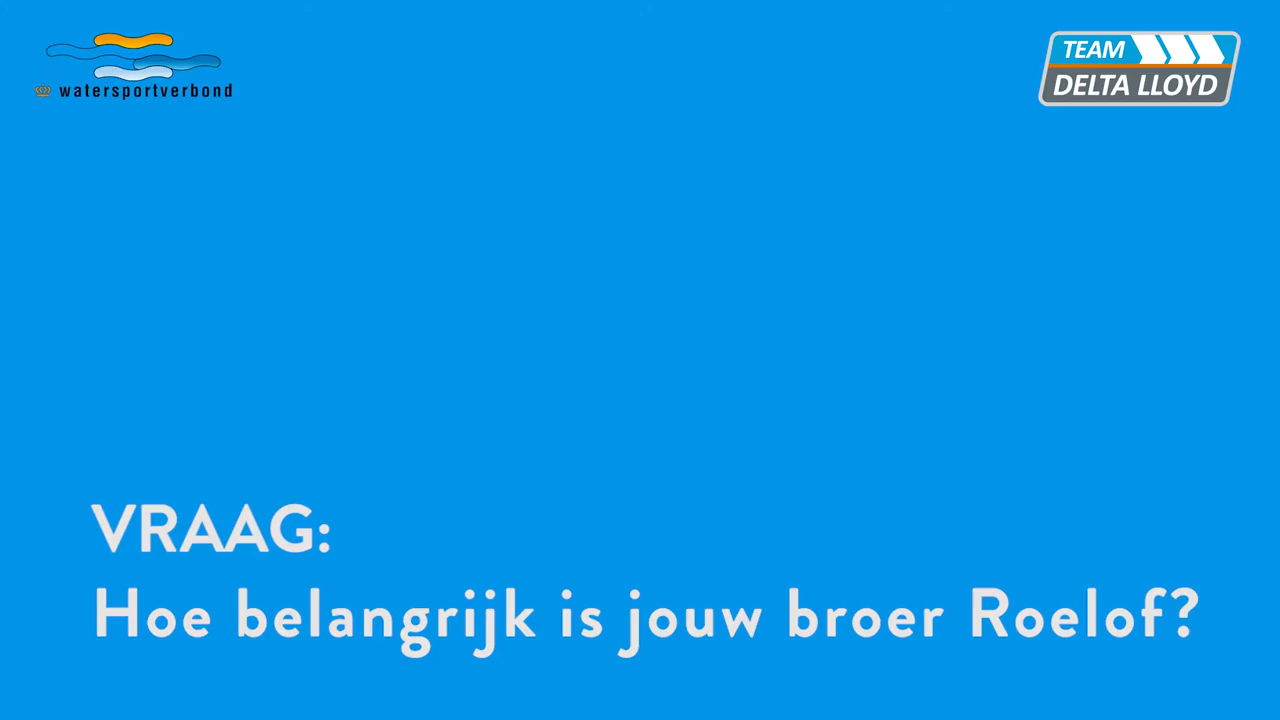 watersportverbond
TEAM
DELTA LLOYD
VRAAG:
Hoe belangrijk is jouw broer Roelof?